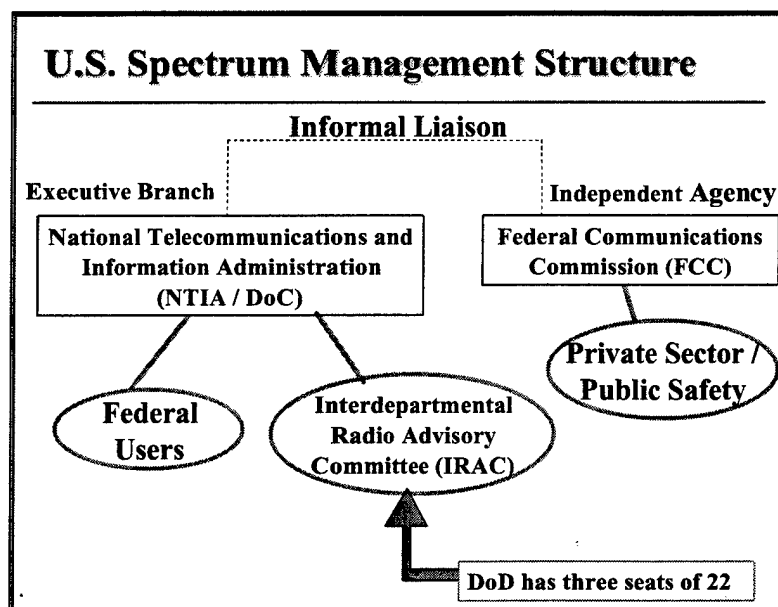 U.S. Spectrum Management Structure
Informal Liaison
Executive Branch
Independent Agency
National Telecommunications and
Information Administration
(NTIA / DoC)
Federal Communications
Commission (FCC)
Private Sector /
Public Safety
Federal
Users
Interdepartmental
Radio Advisory
Committee (IRAC)
DoD has three seats of 22